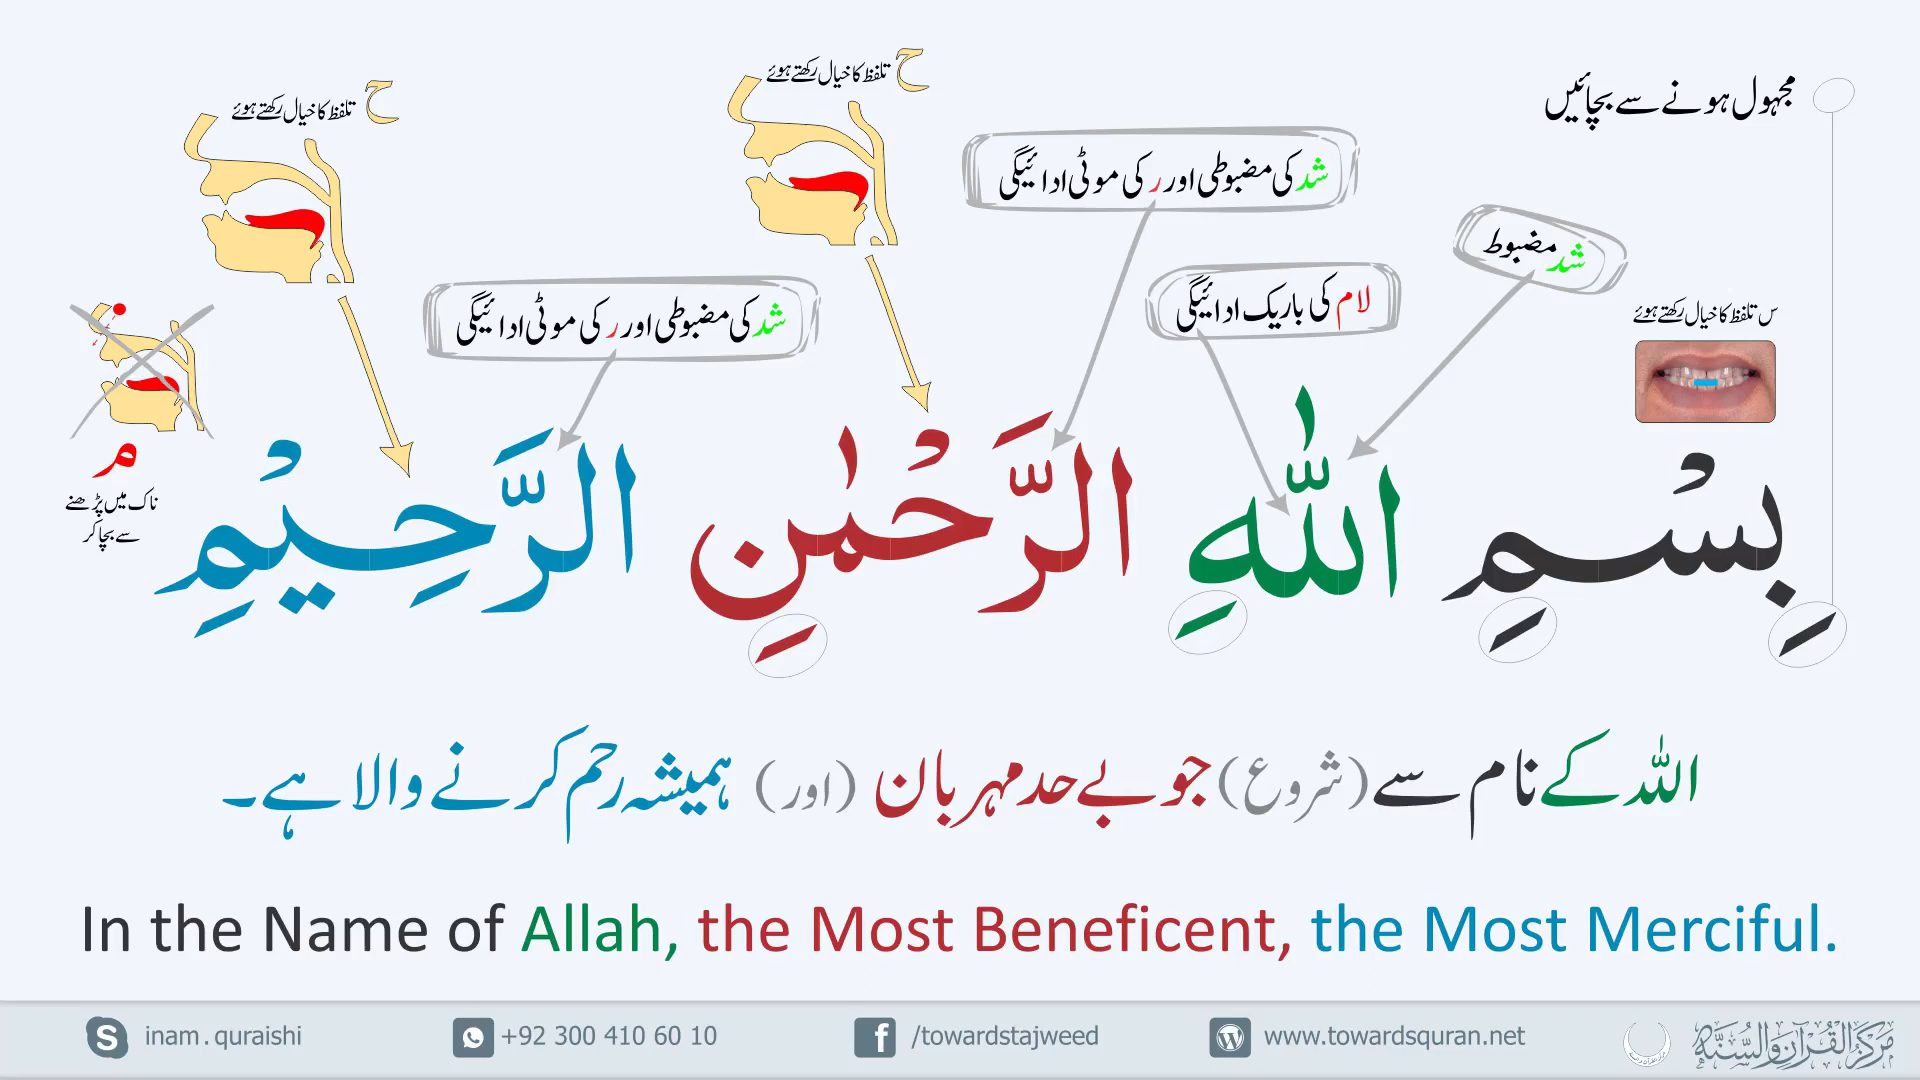 مجہول ہونے سے بچائیں
ح تلفظ کا خیال رکھتے ہوئے
ح تلفظ کا خیال رکھتے ہوئے
شد کی مضبوطی اور ر کی موٹی ادائیگی
شد مضبوط
لام کی باریک ادائیگی
شد کی مضبوطی اور ر کی موٹی ادائیگی
س تلفظ کا خیال رکھتے ہوئے
م
ناک میں پڑھنے
سے بچا کر
بِسْمِ اللّٰهِ الرَّحْمٰنِ الرَّحِيْمِ
اللہ کے نام سے (شروع) جو بے حد مہربان (اور) ہمیشہ رحم کرنے والا ہے۔
In the Name of Allah, the Most Beneficent, the Most Merciful.
inam.quraishi +92 300 410 60 10 /towardstajweed www.towardsquran.net مَرْكَزُ الْقُرْآنِ وَالسُّنَّة